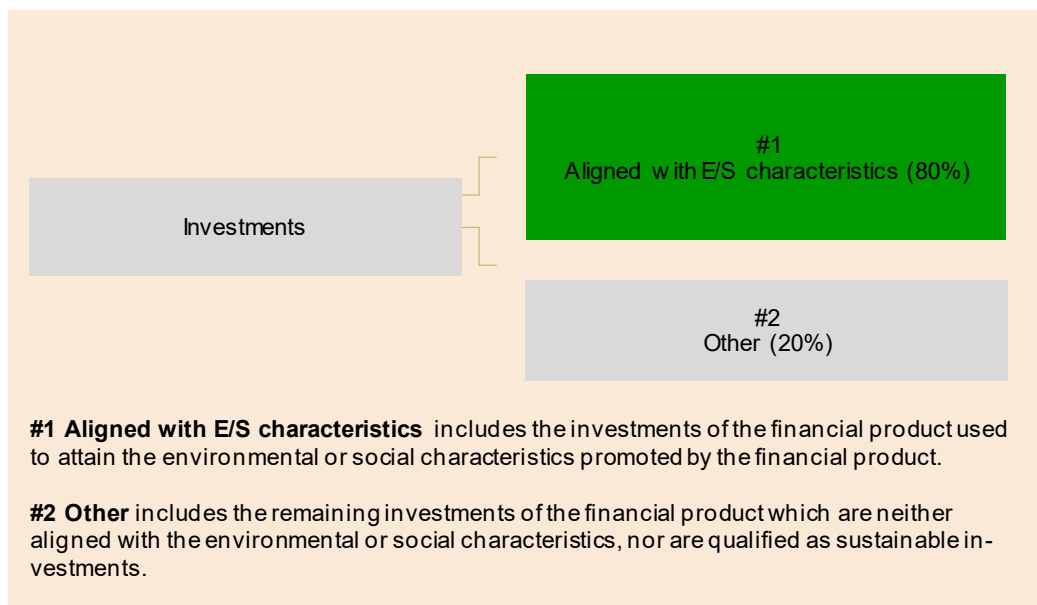 #1
Aligned with E/S characteristics (80%)
Investments
#2
Other (20%)
#1 Aligned with E/S characteristics includes the investments of the financial product used
to attain the environmental or social characteristics promoted by the financial product.
#2 Other includes the remaining investments of the financial product which are neither
aligned with the environmental or social characteristics, nor are qualified as sustainable in-
vestments.